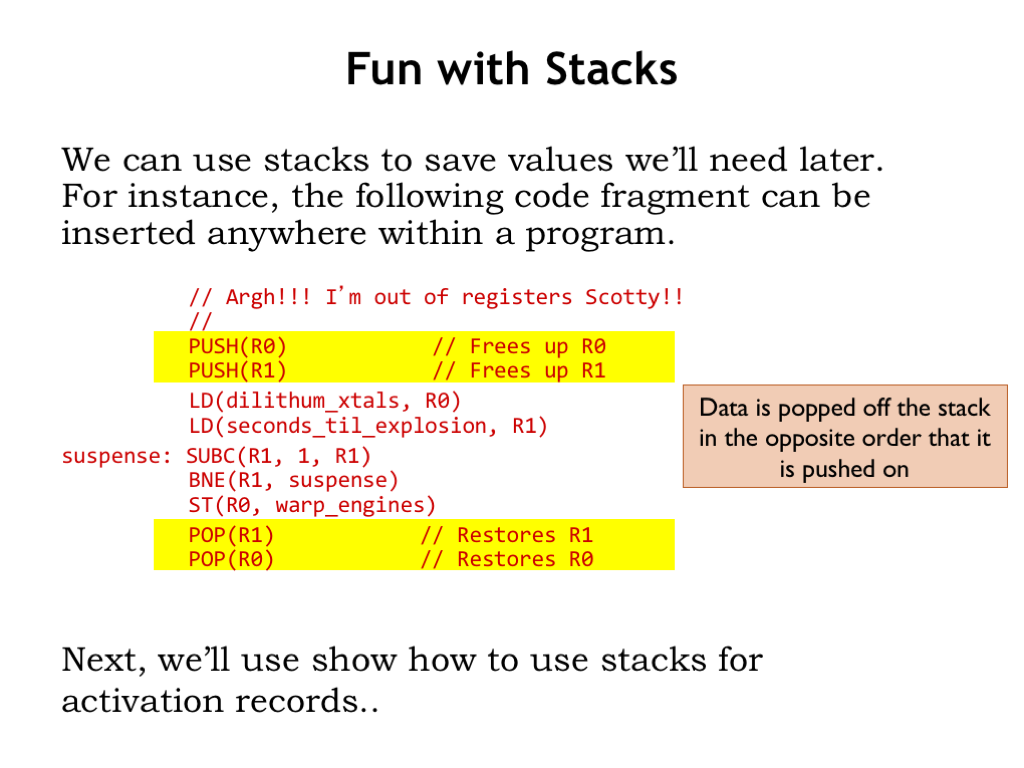 Fun with Stacks
We can use stacks to save values we’ll need later.
For instance, the following code fragment can be
inserted anywhere within a program.
// Argh!!! I’m out of registers Scotty!!
//
PUSH(R0) // Frees up R0
PUSH(R1) // Frees up R1
LD(dilithum_xtals, R0)
LD(seconds_til_explosion, R1)
suspense: SUBC(R1, 1, R1)
BNE(R1, suspense)
ST(R0, warp_engines)
POP(R1) // Restores R1
POP(R0) // Restores R0
Data is popped off the stack
in the opposite order that it
is pushed on
Next, we’ll use show how to use stacks for
activation records..